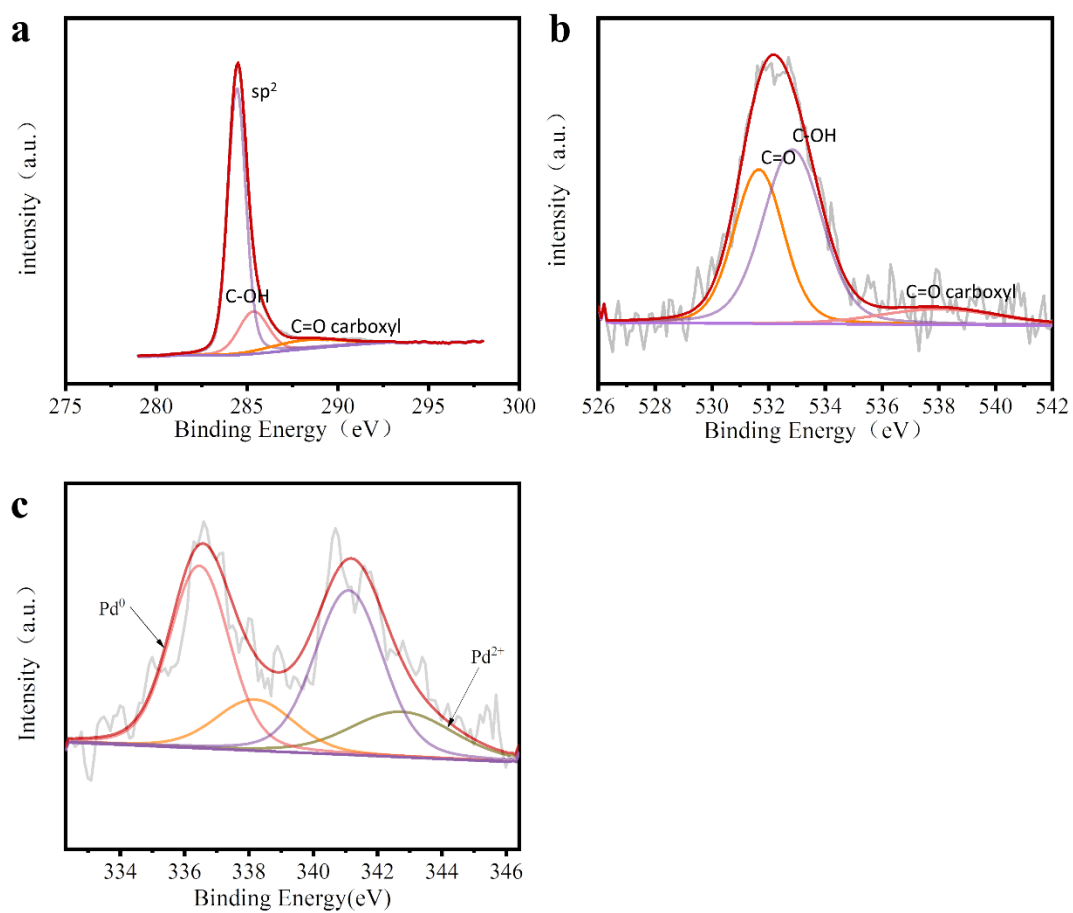 a
sp²
C-OH
C=O carboxyl
intensity（a.u.）
275 280 285 290 295 300
Binding Energy（eV）
b
C-OH
C=O
C=O carboxyl
intensity（a.u.）
526 528 530 532 534 536 538 540 542
Binding Energy（eV）
c
Pd⁰
Pd²⁺
Intensity（a.u.）
334 336 338 340 342 344 346
Binding Energy(eV)